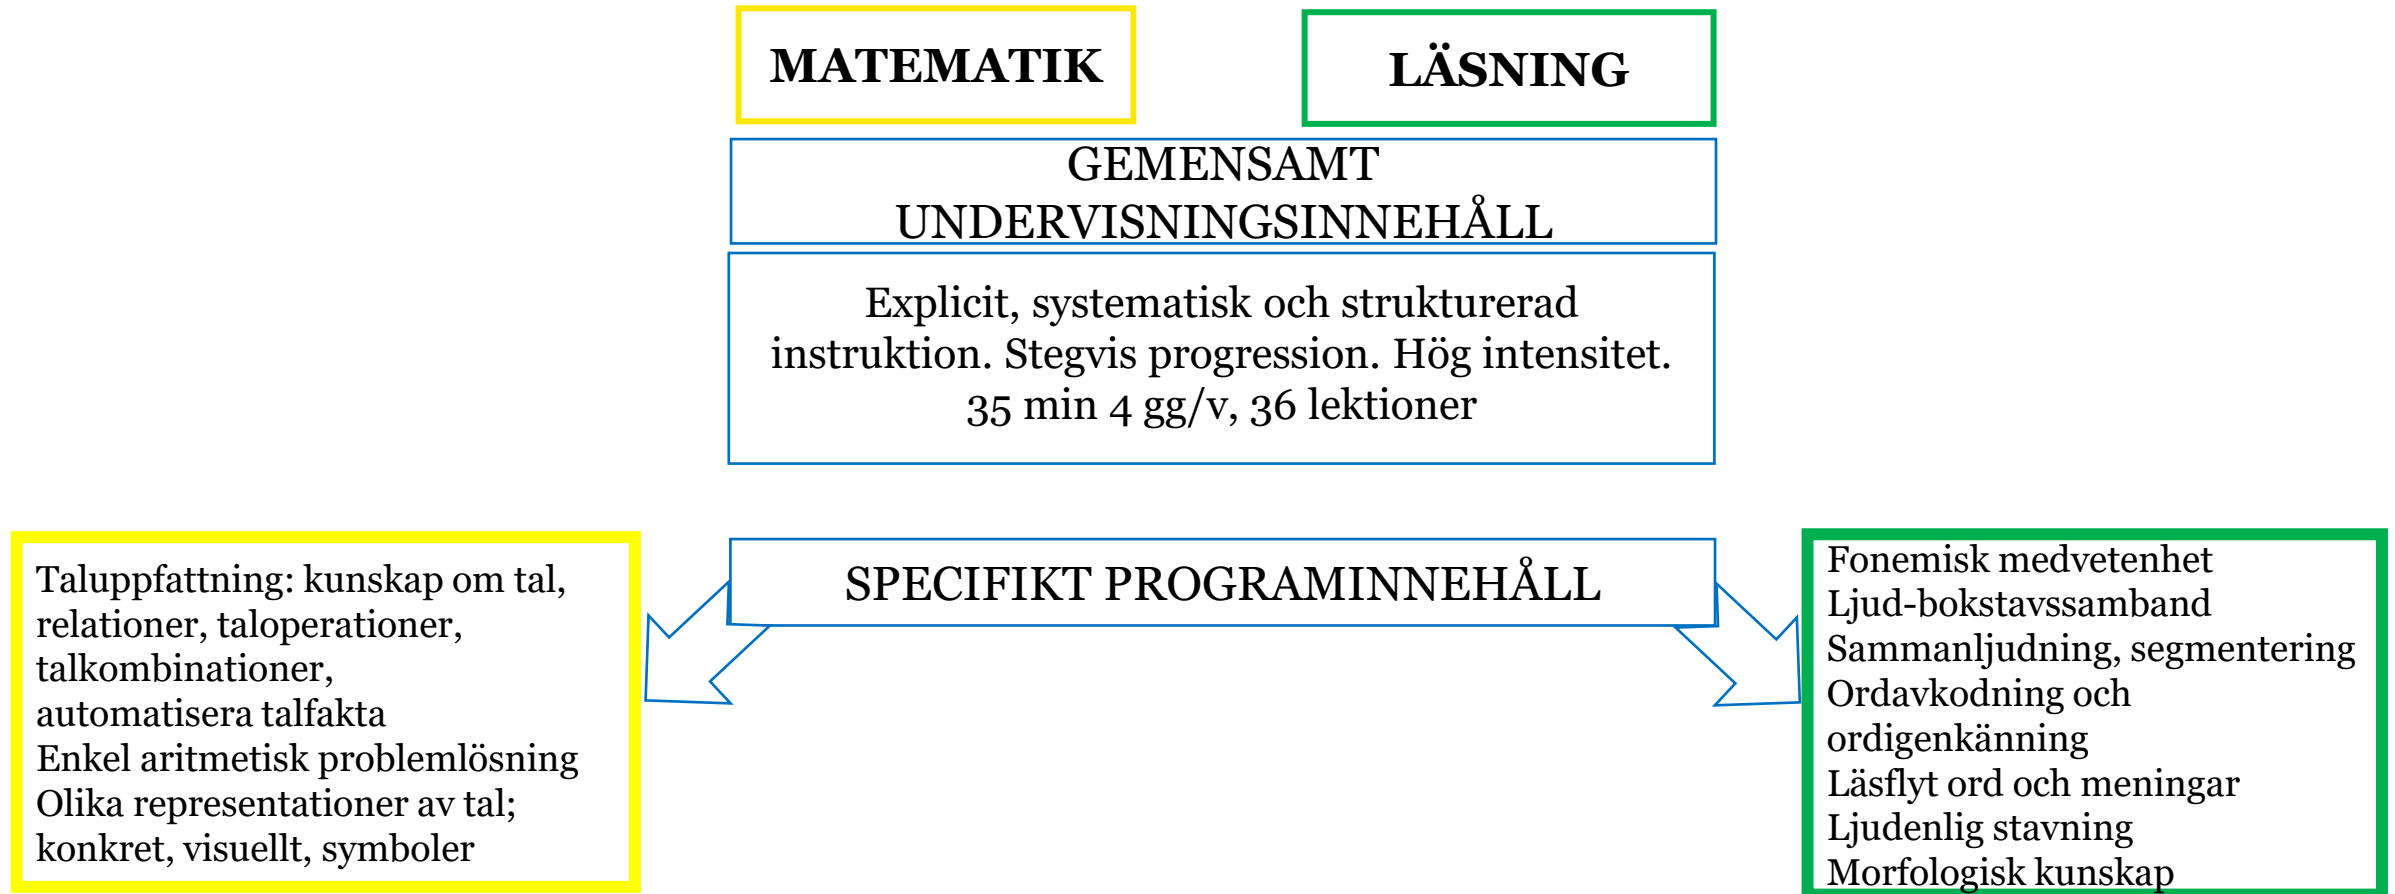 MATEMATIK
LÄSNING
GEMENSAMT
UNDERVISNINGSINNEHÅLL
Explicit, systematisk och strukturerad
instruktion. Stegvis progression. Hög intensitet.
35 min 4 gg/v, 36 lektioner
SPECIFIKT PROGRAMINNEHÅLL
Taluppfattning: kunskap om tal,
relationer, taloperationer,
talkombinationer,
automatisera talfakta
Enkel aritmetisk problemlösning
Olika representationer av tal;
konkret, visuellt, symboler
Fonemisk medvetenhet
Ljud-bokstavssamband
Sammanljudning, segmentering
Ordavkodning och
ordigenkänning
Läsflyt ord och meningar
Ljudenlig stavning
Morfologisk kunskap